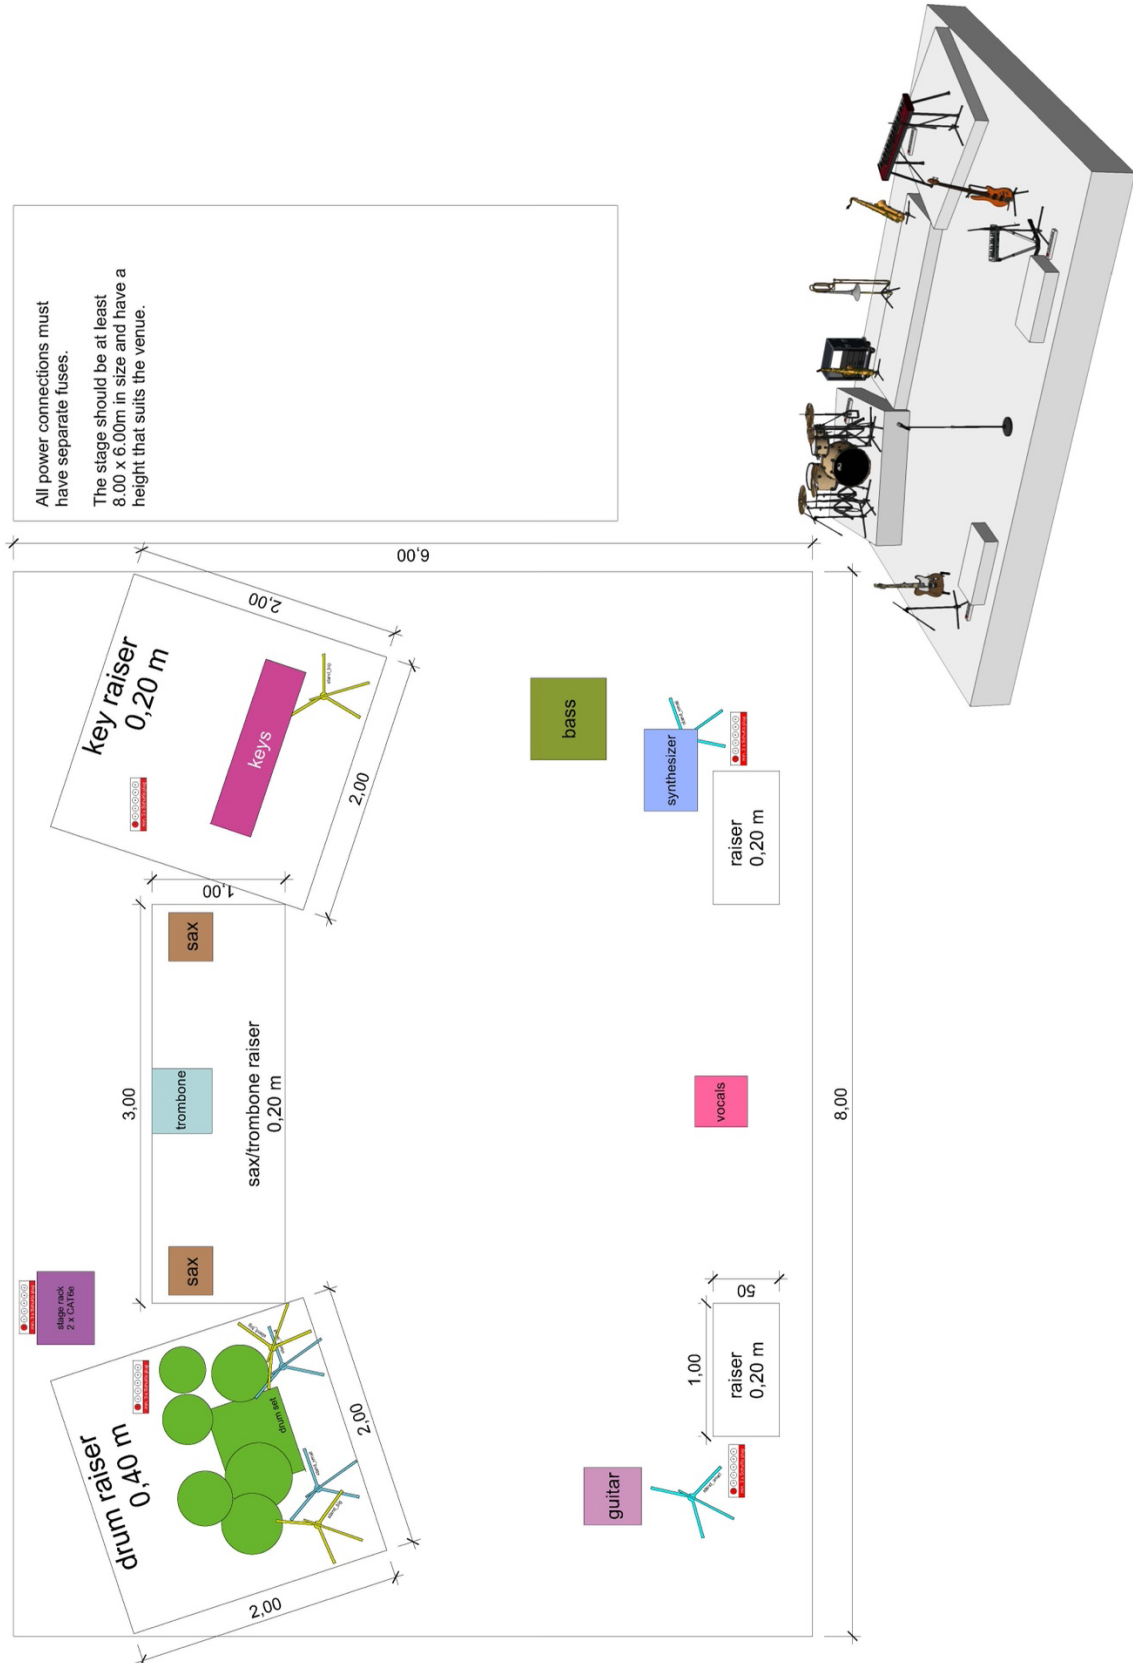 All power connections must
have separate fuses.
The stage should be at least
8.00 x 6.00m in size and have a
height that suits the venue.
stage rack
2 x CAT6e
drum raiser
0,40 m
drum set
stand_big
stand_small
2,00
2,00
3,00
sax
trombone
sax
sax/trombone raiser
0,20 m
1,00
key raiser
0,20 m
keys
stand_big
2,00
2,00
6,00
guitar
1,00
50
raiser
0,20 m
vocals
bass
synthesizer
raiser
0,20 m
8,00